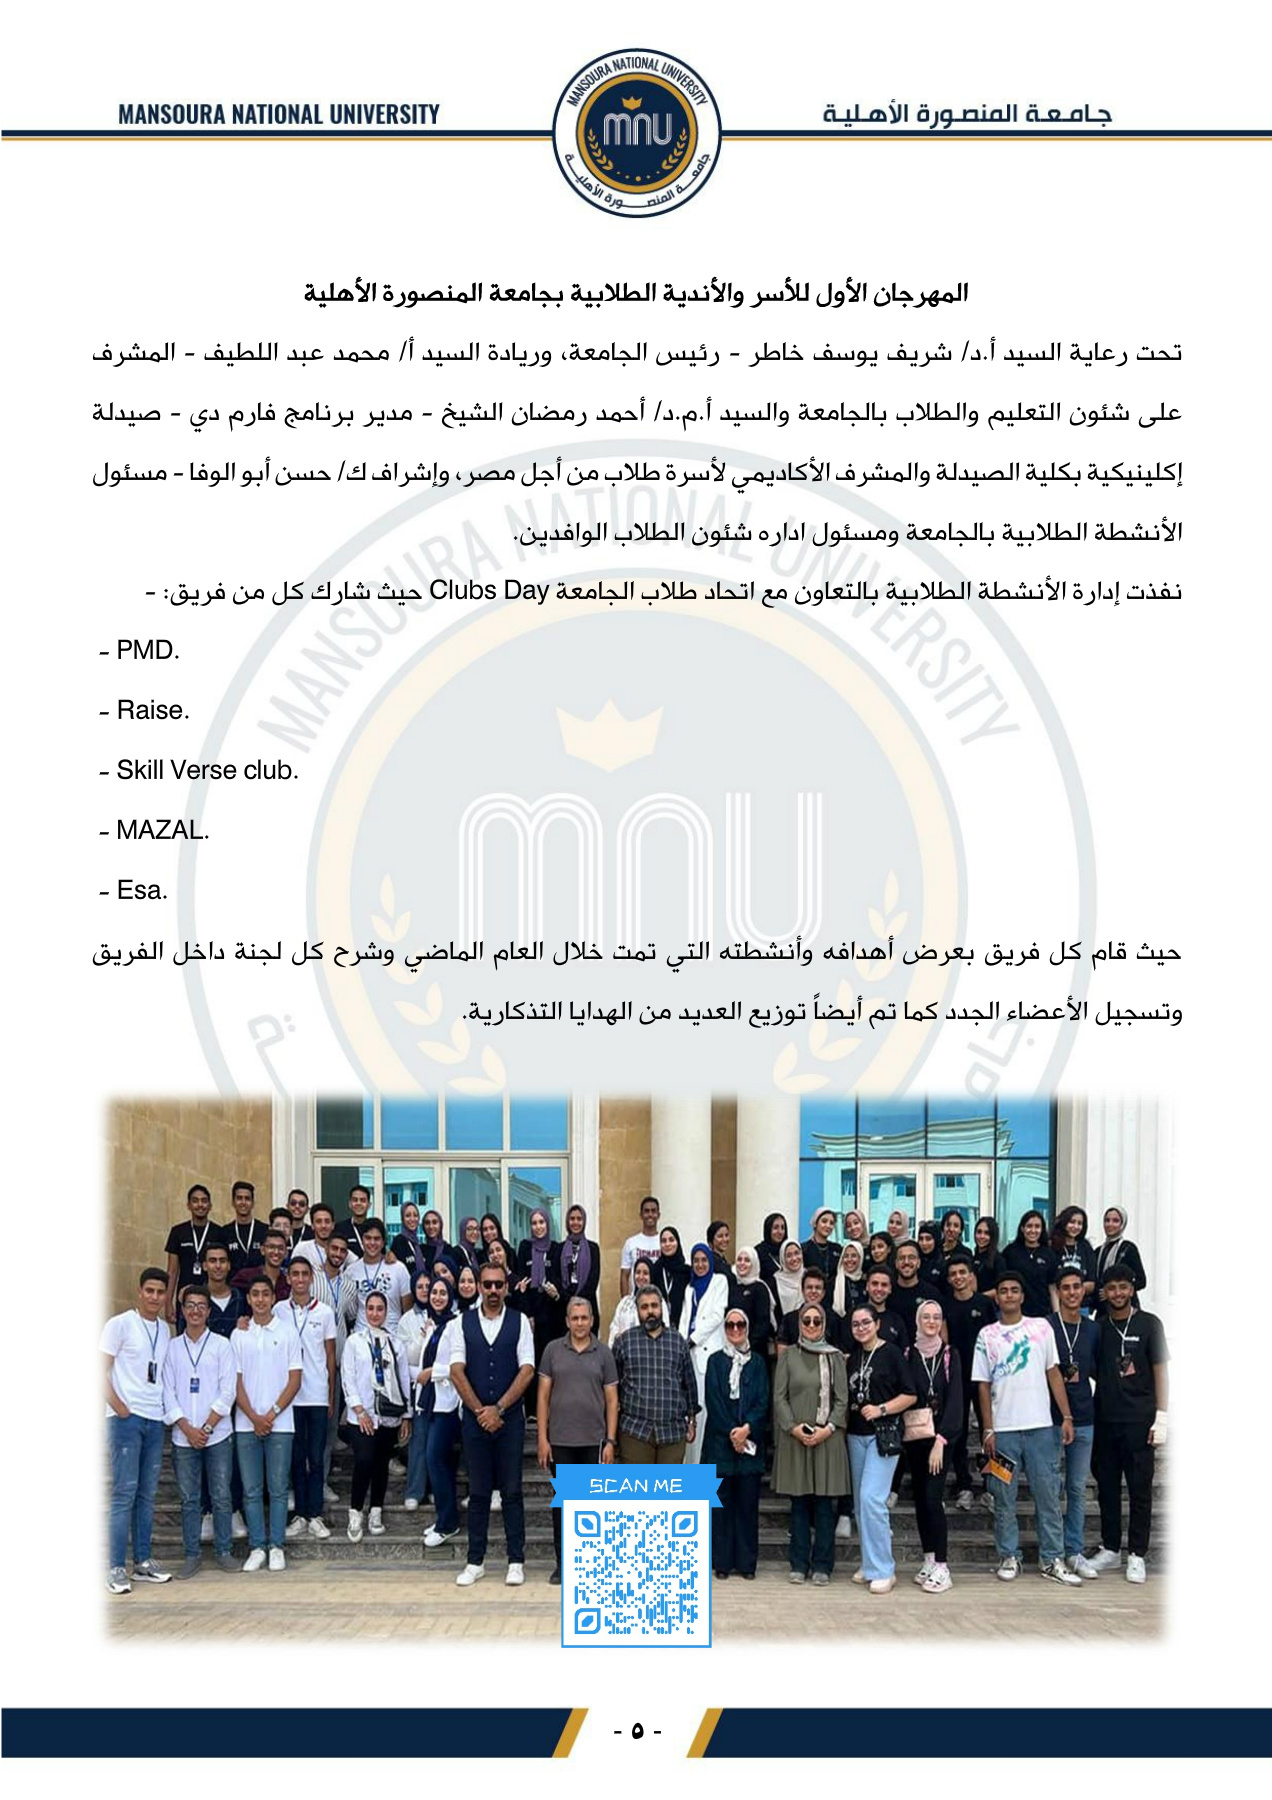 MANSOURA NATIONAL UNIVERSITY
جامعة المنصورة الأهلية
MANSOURA NATIONAL UNIVERSITY
mnu
جامعة المنصورة الأهلية
المهرجان الأول للأسر والأندية الطلابية بجامعة المنصورة الأهلية
تحت رعاية السيد أ.د/ شريف يوسف خاطر - رئيس الجامعة، وريادة السيد أ/ محمد عبد اللطيف - المشرف
على شئون التعليم والطلاب بالجامعة والسيد أ.م.د/ أحمد رمضان الشيخ - مدير برنامج فارم دي - صيدلة
إكلينيكية بكلية الصيدلة والمشرف الأكاديمي لأسرة طلاب من أجل مصر، وإشراف ك/ حسن أبو الوفا - مسئول
الأنشطة الطلابية بالجامعة ومسئول اداره شئون الطلاب الوافدين.
نفذت إدارة الأنشطة الطلابية بالتعاون مع اتحاد طلاب الجامعة Clubs Day حيث شارك كل من فريق: -
- PMD.
- Raise.
- Skill Verse club.
- MAZAL.
- Esa.
حيث قام كل فريق بعرض أهدافه وأنشطته التي تمت خلال العام الماضي وشرح كل لجنة داخل الفريق
وتسجيل الأعضاء الجدد كما تم أيضاً توزيع العديد من الهدايا التذكارية.
MANSOURA NATIONAL UNIVERSITY
mnu
SCAN ME
- ٥ -